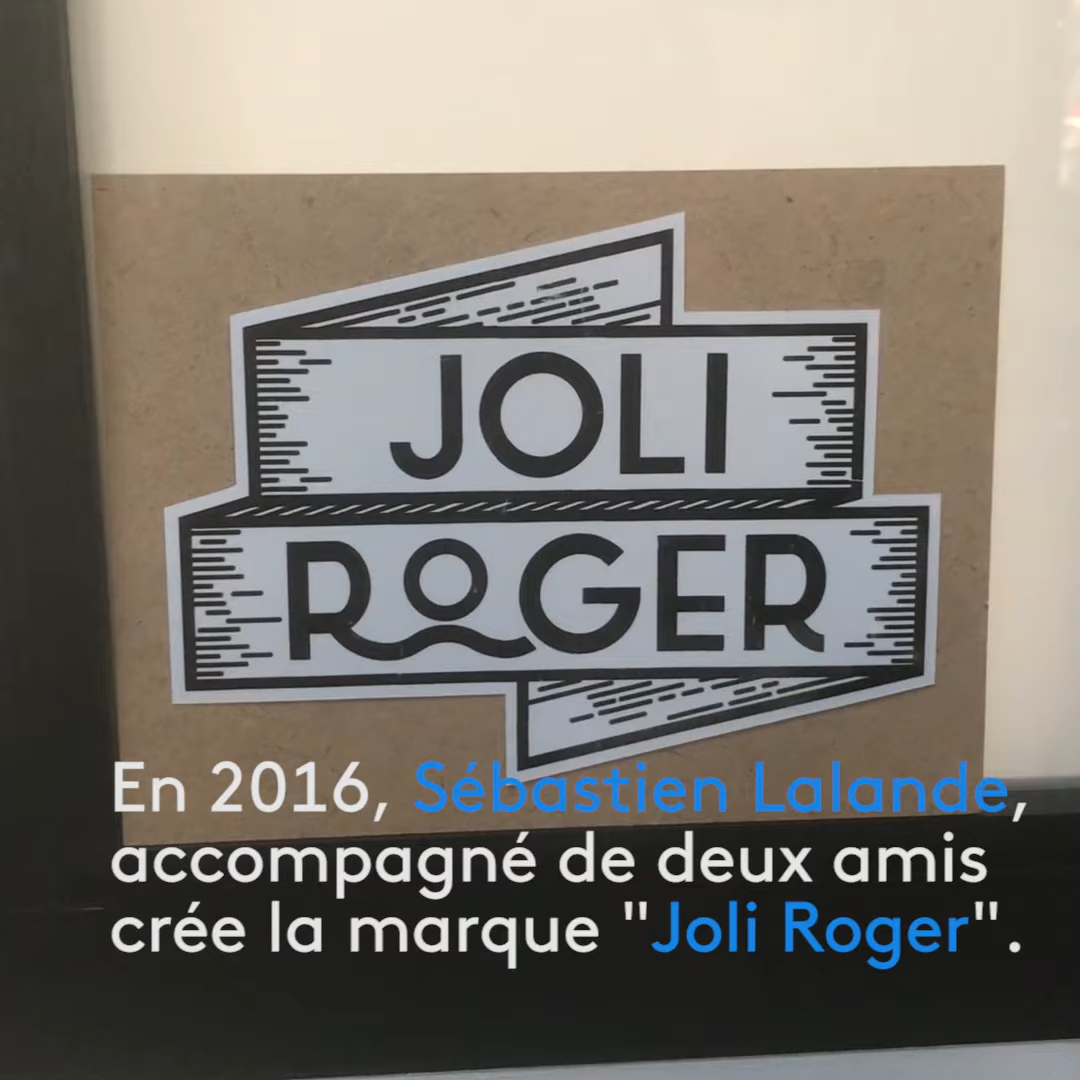 JOLI
ROGER
En 2016, Sébastien Lalande,
accompagné de deux amis
crée la marque "Joli Roger".